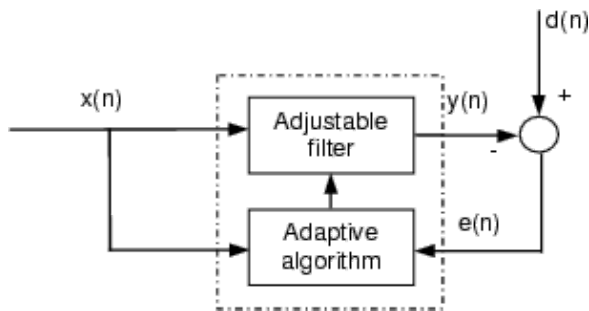 d(n)
x(n)
y(n)
+
Adjustable
filter
-
e(n)
Adaptive
algorithm